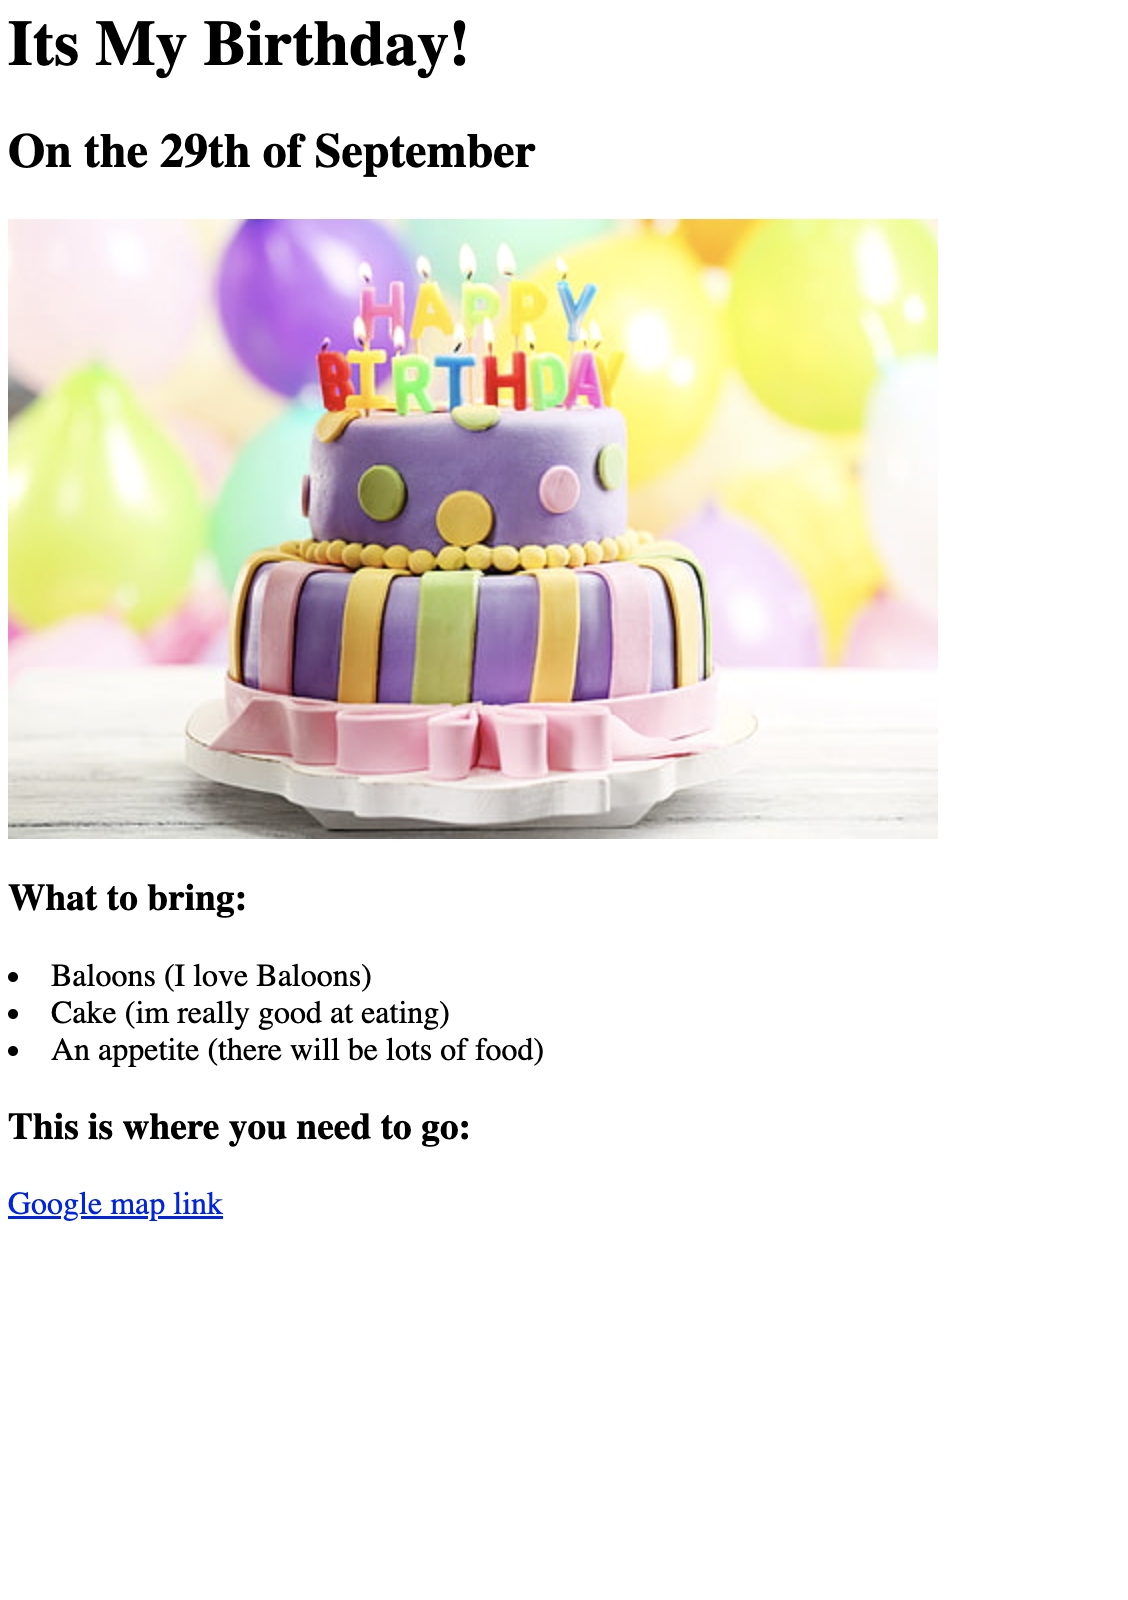 Its My Birthday!
On the 29th of September
HAPPY
BIRTHDAY
What to bring:
Baloons (I love Baloons)
Cake (im really good at eating)
An appetite (there will be lots of food)
This is where you need to go:
Google map link